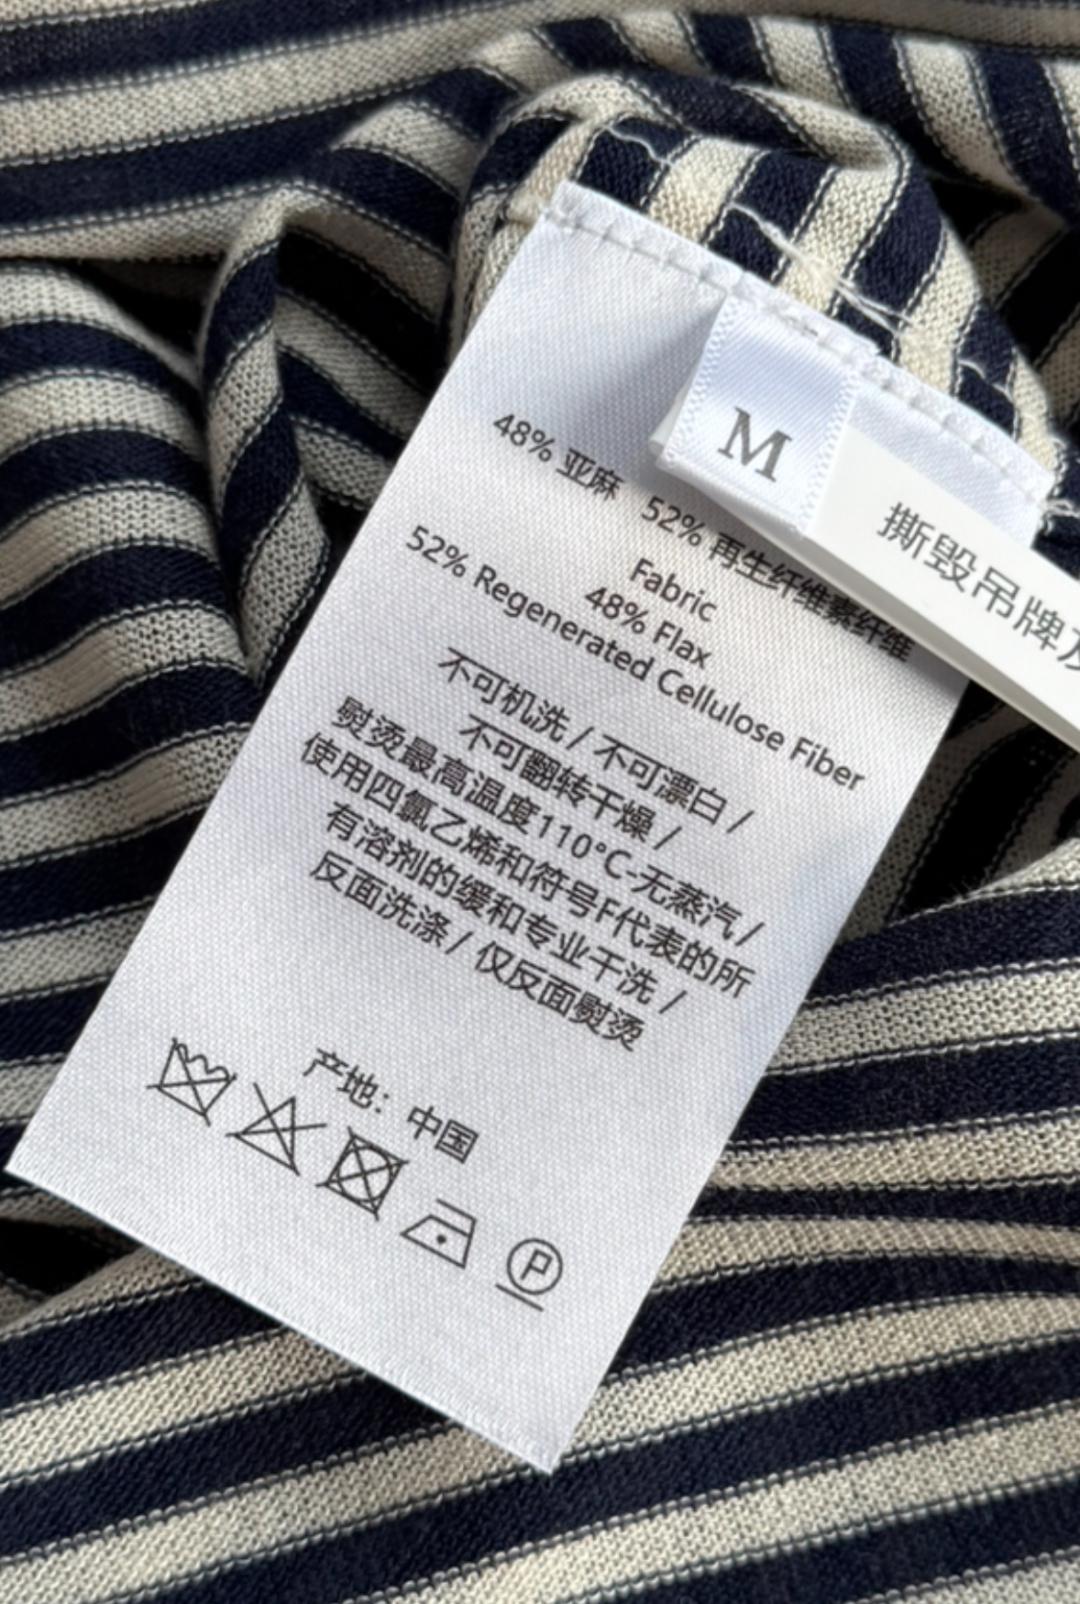 M
撕毁吊牌及
48% 亚麻 52% 再生纤维素纤维
Fabric
48% Flax
52% Regenerated Cellulose Fiber
不可机洗 / 不可漂白 /
不可翻转干燥 /
熨烫最高温度110°C-无蒸汽 /
使用四氯乙烯和符号F代表的所
有溶剂的缓和专业干洗 /
反面洗涤 / 仅反面熨烫
产地：中国
P